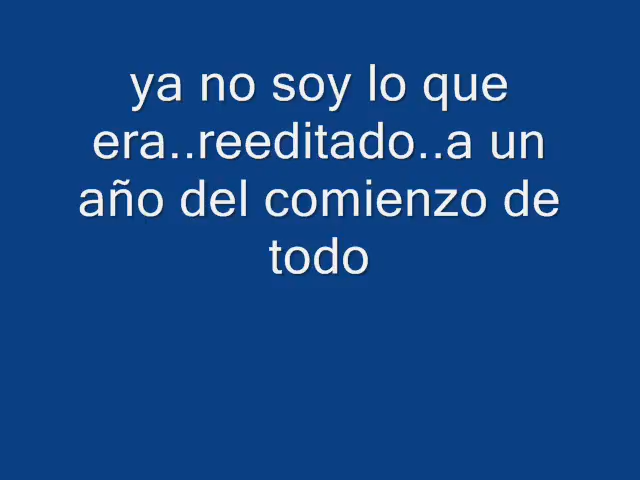 ya no soy lo que
era..reeditado..a un
año del comienzo de
todo